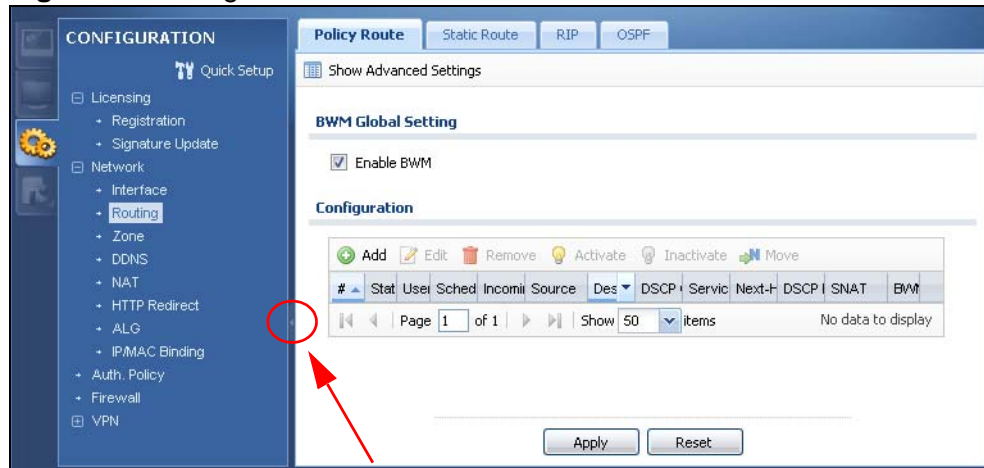 CONFIGURATION
Quick Setup
Licensing
Registration
Signature Update
Network
Interface
Routing
Zone
DDNS
NAT
HTTP Redirect
ALG
IP/MAC Binding
Auth. Policy
Firewall
VPN
Policy Route Static Route RIP OSPF
Show Advanced Settings
BWM Global Setting
Enable BWM
Configuration
Add Edit Remove Activate Inactivate Move
# Stat User Sched Incomin Source Des DSCP Servic Next-H DSCP SNAT BWM
Page 1 of 1 Show 50 items No data to display
Apply Reset